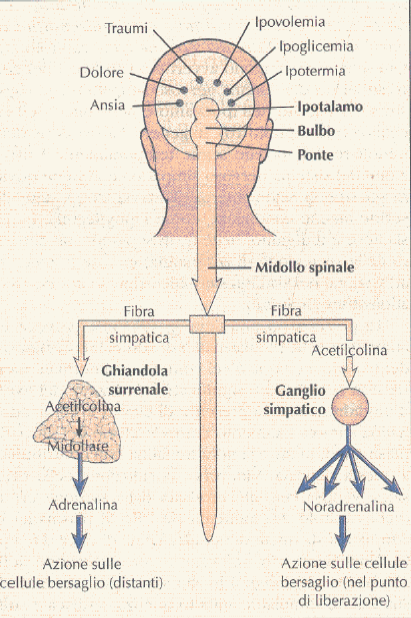 Traumi
Dolore
Ansia
Ipovolemia
Ipoglicemia
Ipotermia
Ipotalamo
Bulbo
Ponte
Midollo spinale
Fibra
simpatica
Fibra
simpatica
Acetilcolina
Ghiandola
surrenale
Acetilcolina
Midollare
Adrenalina
Azione sulle
cellule bersaglio (distanti)
Ganglio
simpatico
Noradrenalina
Azione sulle cellule
bersaglio (nel punto
di liberazione)